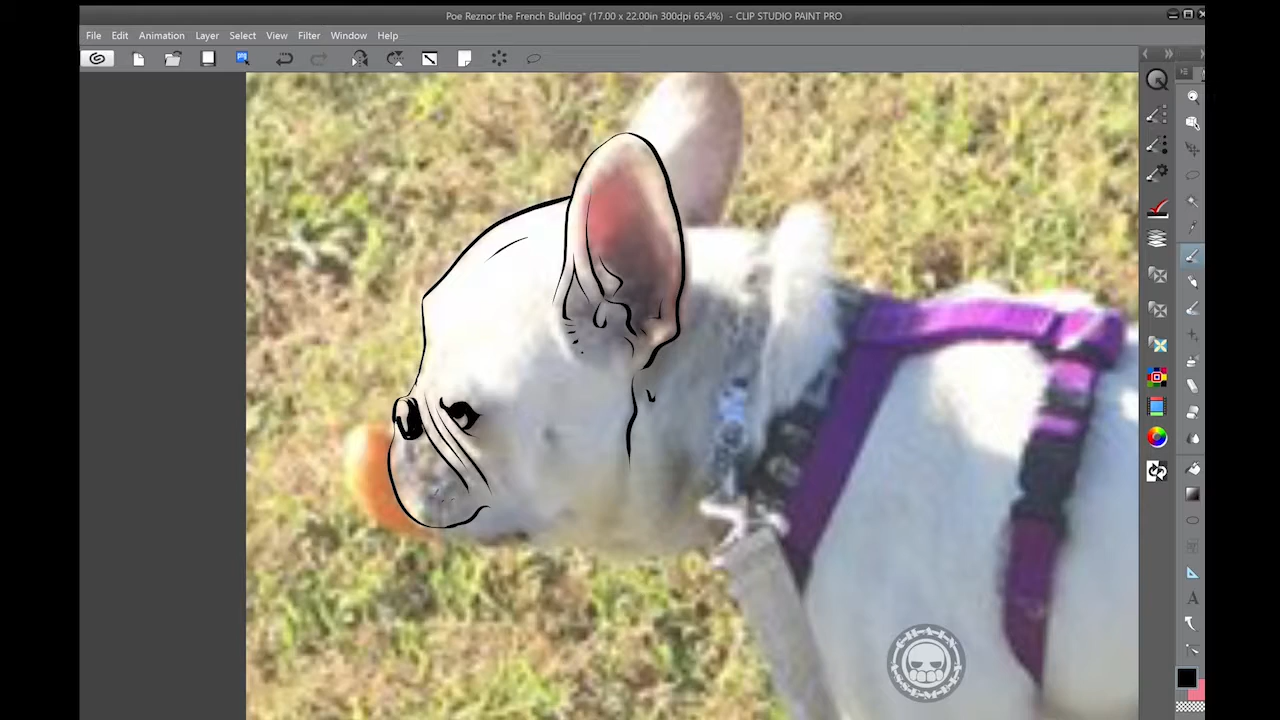 Poe Reznor the French Bulldog* (17.00 x 22.00in 300dpi 65.4%) - CLIP STUDIO PAINT PRO
File Edit Animation Layer Select View Filter Window Help